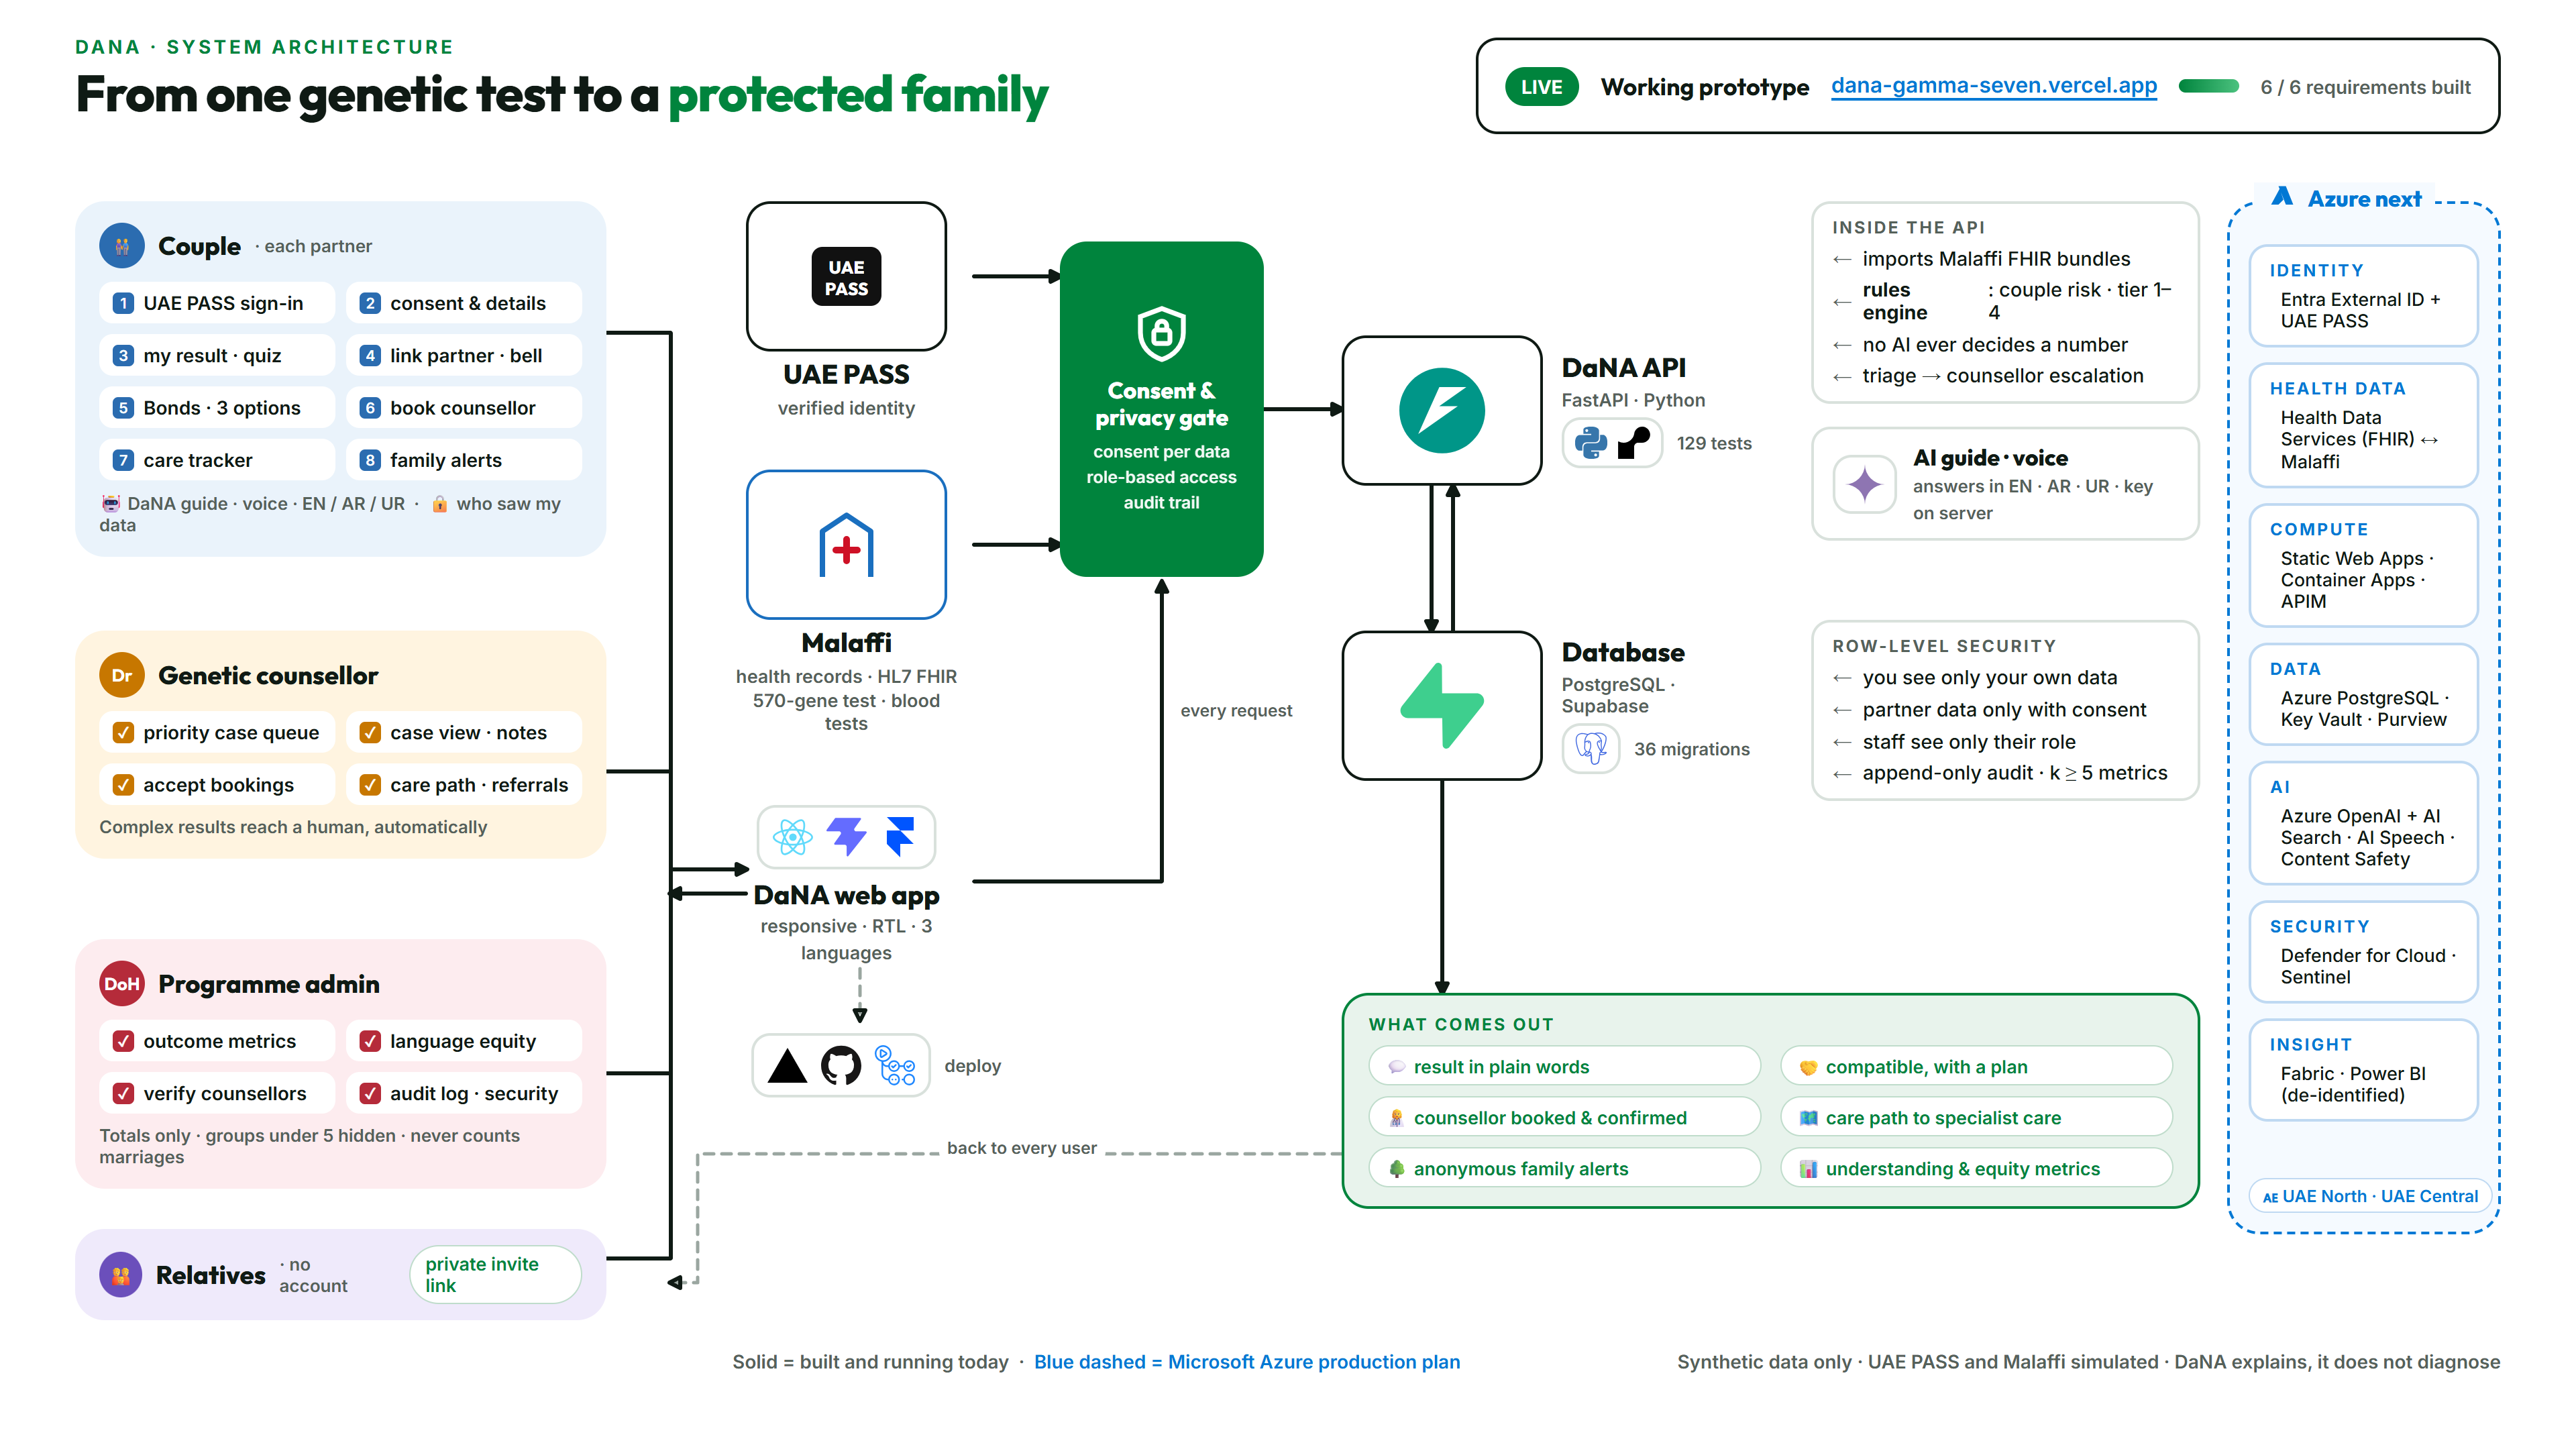 DANA · SYSTEM ARCHITECTURE
From one genetic test to a protected family
LIVE
Working prototype
dana-gamma-seven.vercel.app
6 / 6 requirements built
Couple · each partner
1 UAE PASS sign-in
2 consent & details
3 my result · quiz
4 link partner · bell
5 Bonds · 3 options
6 book counsellor
7 care tracker
8 family alerts
DaNA guide · voice · EN / AR / UR · who saw my
data
Dr
Genetic counsellor
priority case queue
case view · notes
accept bookings
care path · referrals
Complex results reach a human, automatically
DoH
Programme admin
outcome metrics
language equity
verify counsellors
audit log · security
Totals only · groups under 5 hidden · never counts
marriages
Relatives
· no
account
private invite
link
UAE
PASS
UAE PASS
verified identity
Malaffi
health records · HL7 FHIR
570-gene test · blood
tests
DaNA web app
responsive · RTL · 3
languages
deploy
Consent &
privacy gate
consent per data
role-based access
audit trail
every request
back to every user
DaNA API
FastAPI · Python
129 tests
Database
PostgreSQL ·
Supabase
36 migrations
INSIDE THE API
← imports Malaffi FHIR bundles
← rules engine : couple risk · tier 1–4
← no AI ever decides a number
← triage → counsellor escalation
AI guide · voice
answers in EN · AR · UR · key
on server
ROW-LEVEL SECURITY
← you see only your own data
← partner data only with consent
← staff see only their role
← append-only audit · k ≥ 5 metrics
WHAT COMES OUT
result in plain words
compatible, with a plan
counsellor booked & confirmed
care path to specialist care
anonymous family alerts
understanding & equity metrics
Azure next
IDENTITY
Entra External ID +
UAE PASS
HEALTH DATA
Health Data
Services (FHIR) ↔
Malaffi
COMPUTE
Static Web Apps ·
Container Apps ·
APIM
DATA
Azure PostgreSQL ·
Key Vault · Purview
AI
Azure OpenAI + AI
Search · AI Speech ·
Content Safety
SECURITY
Defender for Cloud ·
Sentinel
INSIGHT
Fabric · Power BI
(de-identified)
AE UAE North · UAE Central
Solid = built and running today · Blue dashed = Microsoft Azure production plan
Synthetic data only · UAE PASS and Malaffi simulated · DaNA explains, it does not diagnose